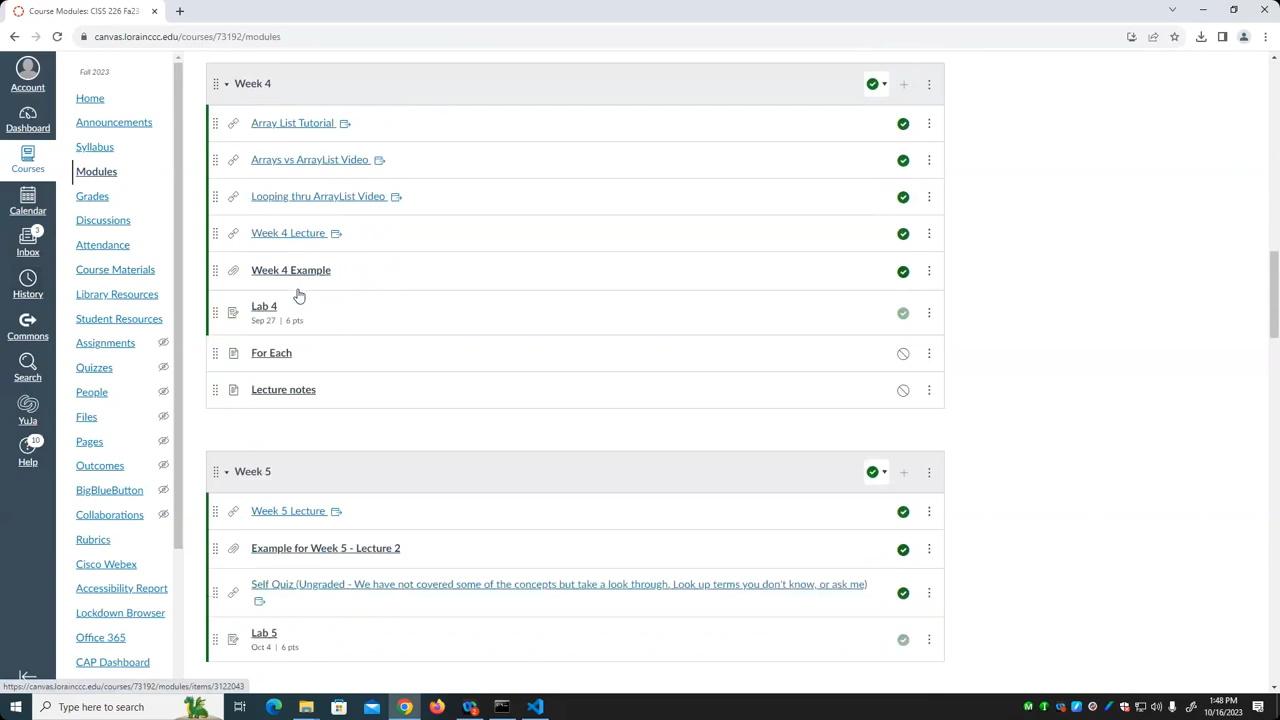 Course Modules: CISS 226 Fa23
canvas.lorainccc.edu/courses/73192/modules
Account
Dashboard
Courses
Calendar
3
Inbox
History
Commons
Search
YuJa
10
Help
Fall 2023
Home
Announcements
Syllabus
Modules
Grades
Discussions
Attendance
Course Materials
Library Resources
Student Resources
Assignments
Quizzes
People
Files
Pages
Outcomes
BigBlueButton
Collaborations
Rubrics
Cisco Webex
Accessibility Report
Lockdown Browser
Office 365
CAP Dashboard
Week 4
Array List Tutorial
Arrays vs ArrayList Video
Looping thru ArrayList Video
Week 4 Lecture
Week 4 Example
Lab 4
Sep 27 | 6 pts
For Each
Lecture notes
Week 5
Week 5 Lecture
Example for Week 5 - Lecture 2
Self Quiz (Ungraded - We have not covered some of the concepts but take a look through. Look up terms you don't know, or ask me)
Lab 5
Oct 4 | 6 pts
https://canvas.lorainccc.edu/courses/73192/modules/items/3122043
Type here to search
1:48 PM
10/16/2023